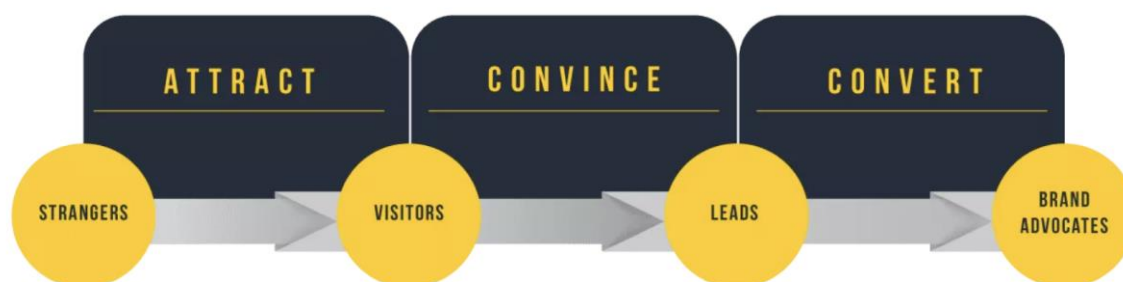 ATTRACT
CONVINCE
CONVERT
STRANGERS
VISITORS
LEADS
BRAND
ADVOCATES